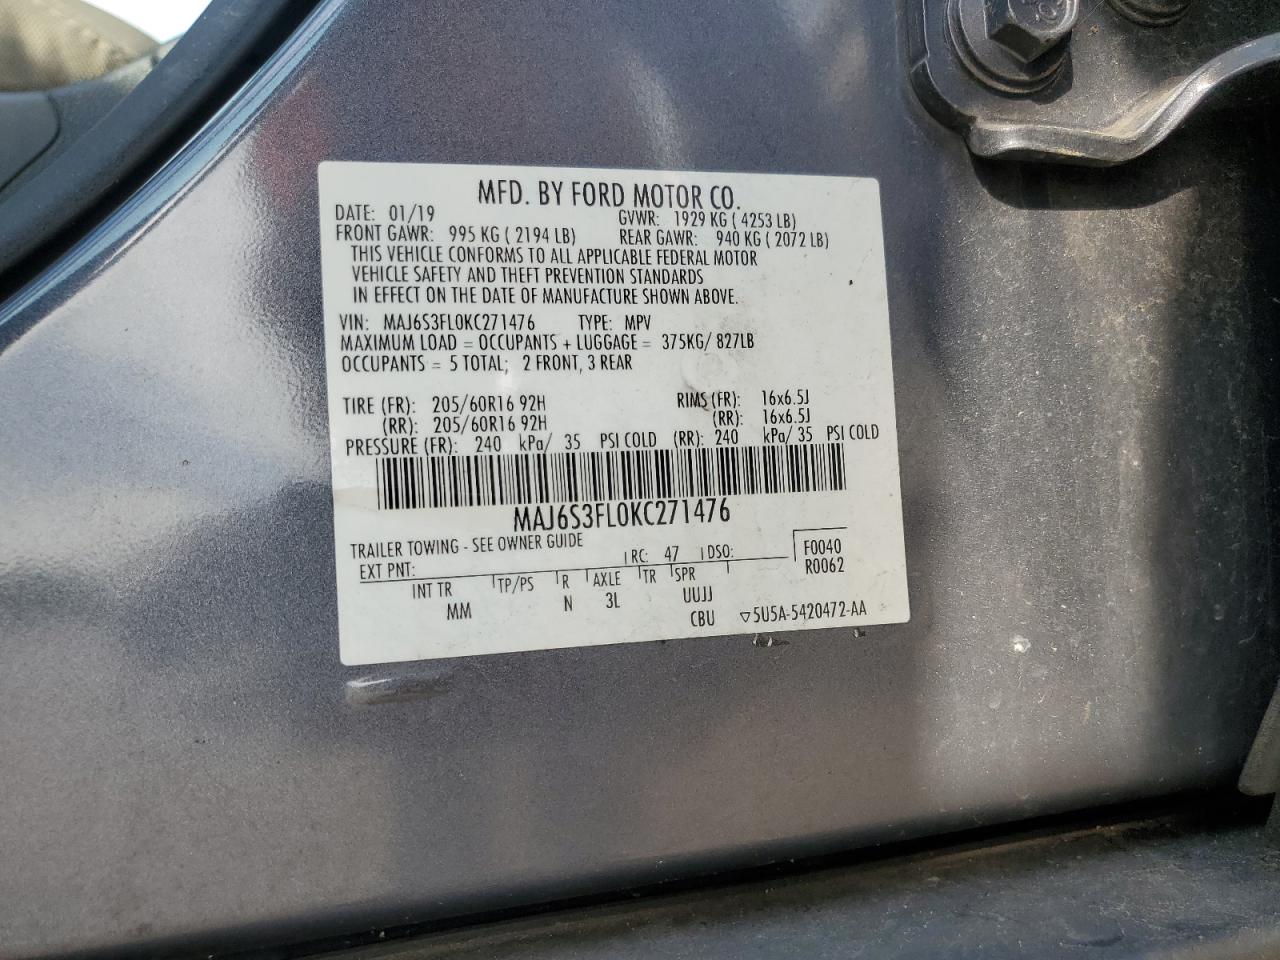 MFD. BY FORD MOTOR CO.
DATE: 01/19 GVWR: 1929 KG ( 4253 LB)
FRONT GAWR: 995 KG ( 2194 LB) REAR GAWR: 940 KG ( 2072 LB)
THIS VEHICLE CONFORMS TO ALL APPLICABLE FEDERAL MOTOR
VEHICLE SAFETY AND THEFT PREVENTION STANDARDS
IN EFFECT ON THE DATE OF MANUFACTURE SHOWN ABOVE.
VIN: MAJ6S3FL0KC271476 TYPE: MPV
MAXIMUM LOAD = OCCUPANTS + LUGGAGE = 375KG/ 827LB
OCCUPANTS = 5 TOTAL; 2 FRONT, 3 REAR
TIRE (FR): 205/60R16 92H RIMS (FR): 16x6.5J
(RR): 205/60R16 92H (RR): 16x6.5J
PRESSURE (FR): 240 kPa/ 35 PSI COLD (RR): 240 kPa/ 35 PSI COLD
MAJ6S3FL0KC271476
TRAILER TOWING - SEE OWNER GUIDE
EXT PNT: RC: 47 DSO: F0040
R0062
INT TR TP/PS R AXLE TR SPR
MM N 3L UUJJ
CBU ▽5U5A-5420472-AA